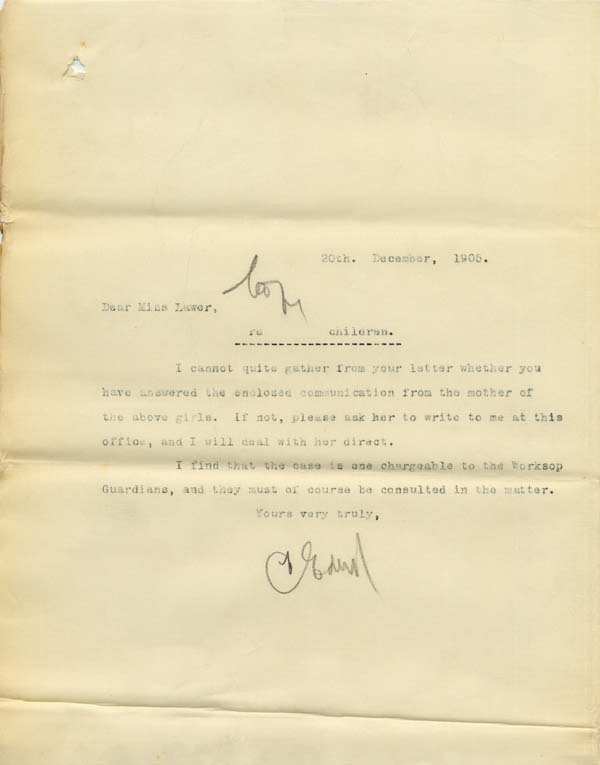 20th. December, 1905.
Copy
Dear Miss Lawer,
re children.
I cannot quite gather from your letter whether you
have answered the enclosed communication from the mother of
the above girls. If not, please ask her to write to me at this
office, and I will deal with her direct.
I find that the case is one chargeable to the Worksop
Guardians, and they must of course be consulted in the matter.
Yours very truly,